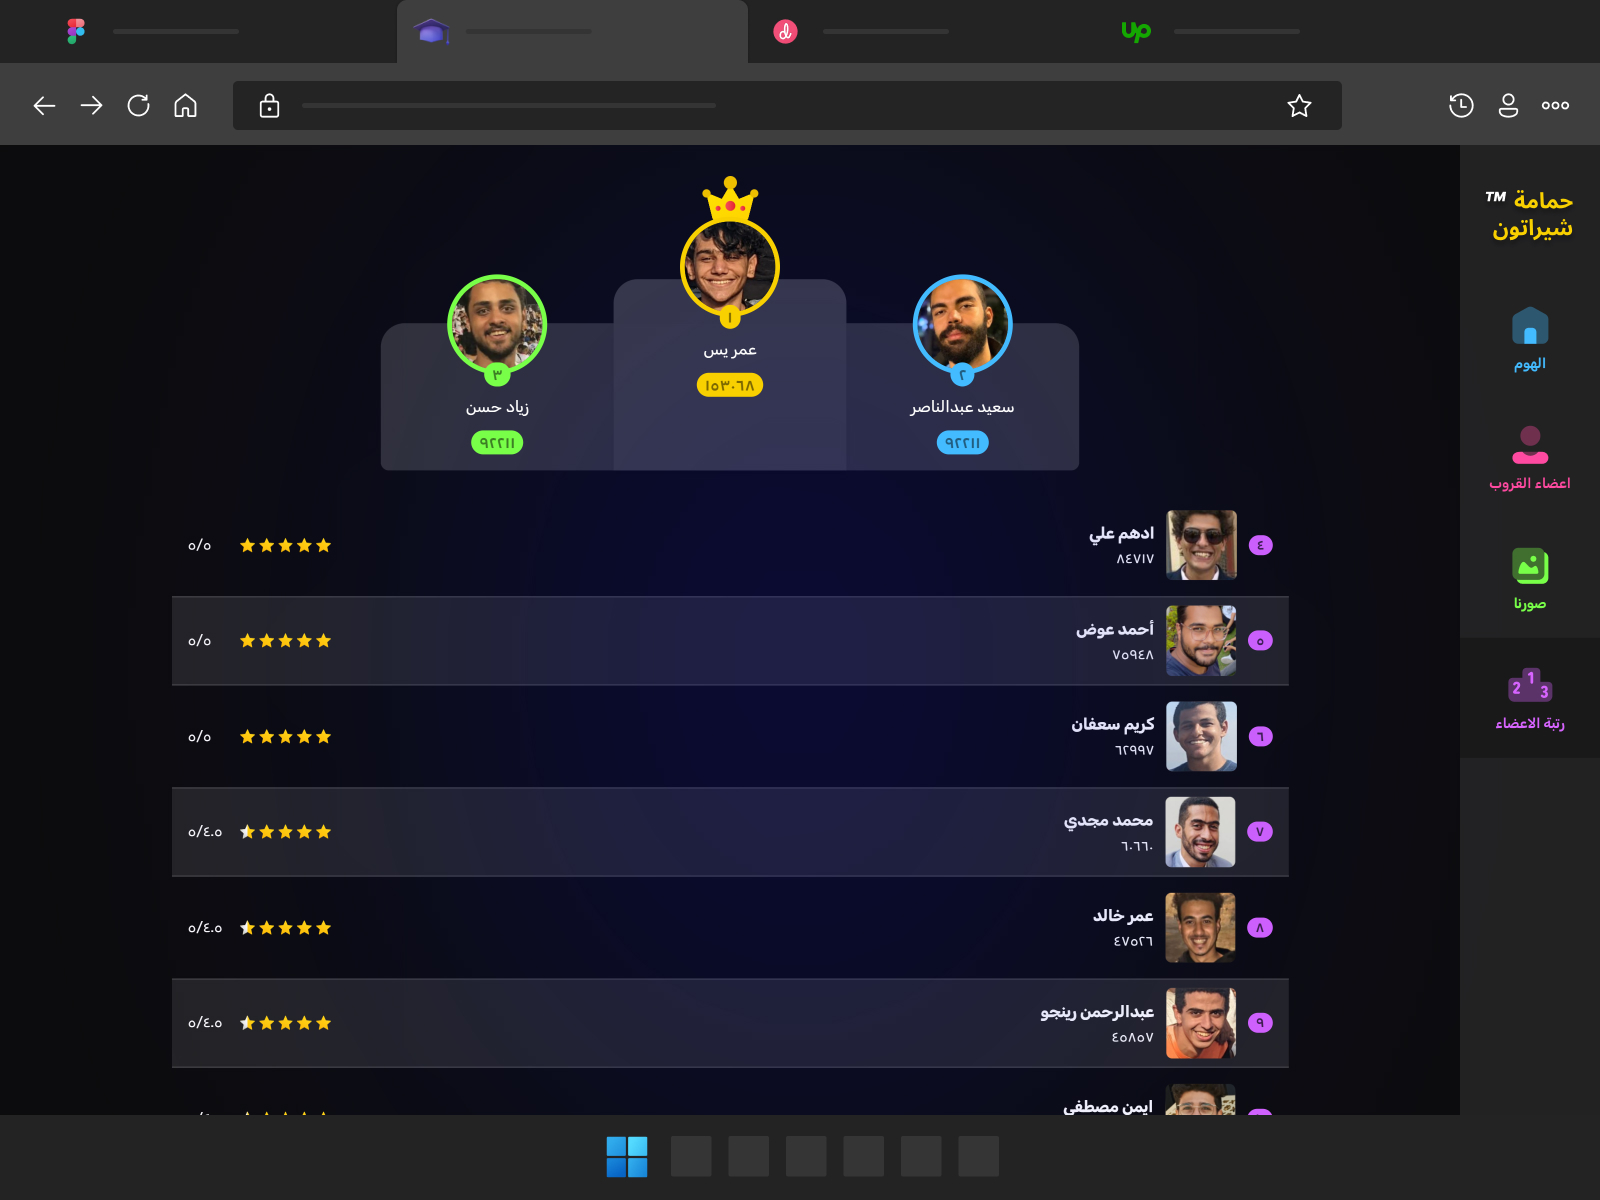 up
حمامة ™
شيراتون
الهوم
اعضاء القروب
صورنا
1
2
3
رتبة الاعضاء
١
عمر يس
١٥٣٠٦٨
٢
سعيد عبدالناصر
٩٢٢١١
٣
زياد حسن
٩٢٢١١
٤
ادهم علي
٨٤٧١٧
٥/٥
٥
أحمد عوض
٧٥٩٤٨
٥/٥
٦
كريم سعفان
٦٢٩٩٧
٥/٥
٧
محمد مجدي
٦٠٦٦٠
٥/٤.٥
٨
عمر خالد
٤٧٥٢٦
٥/٤.٥
٩
عبدالرحمن رينجو
٤٥٨٥٧
٥/٤.٥
ايمن مصطفى